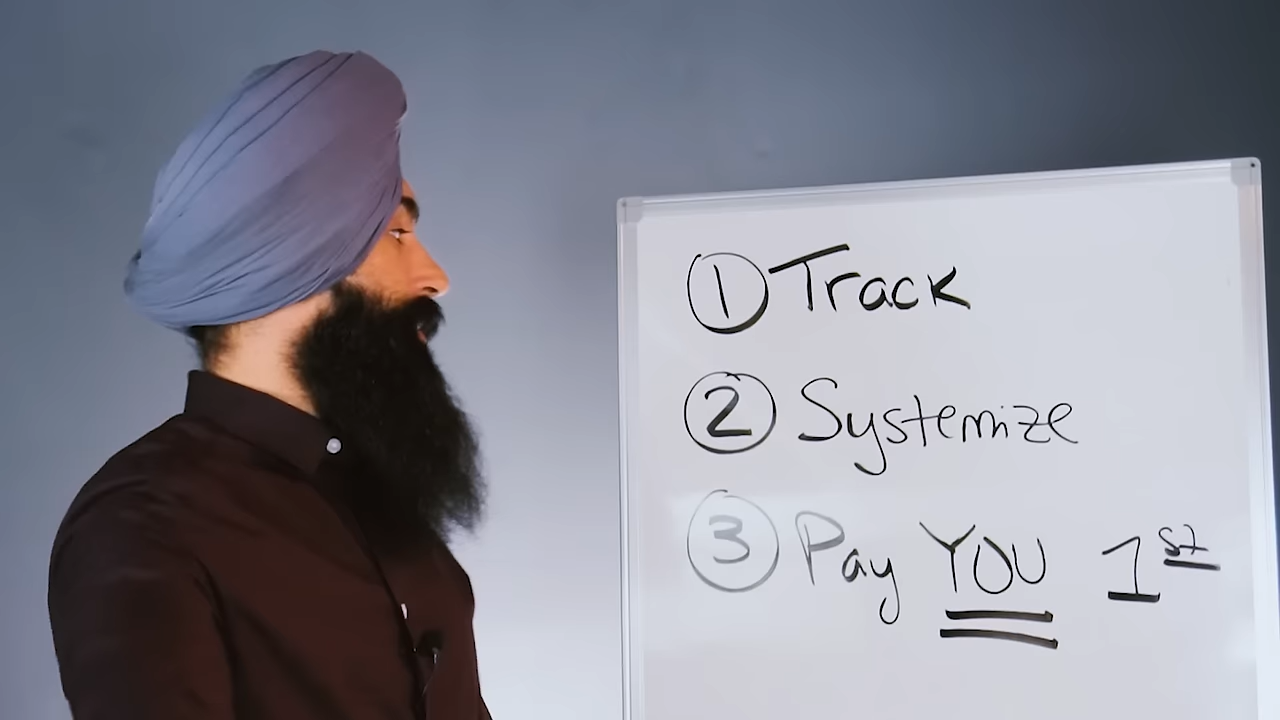 ① Track
② Systemize
③ Pay YOU 1st